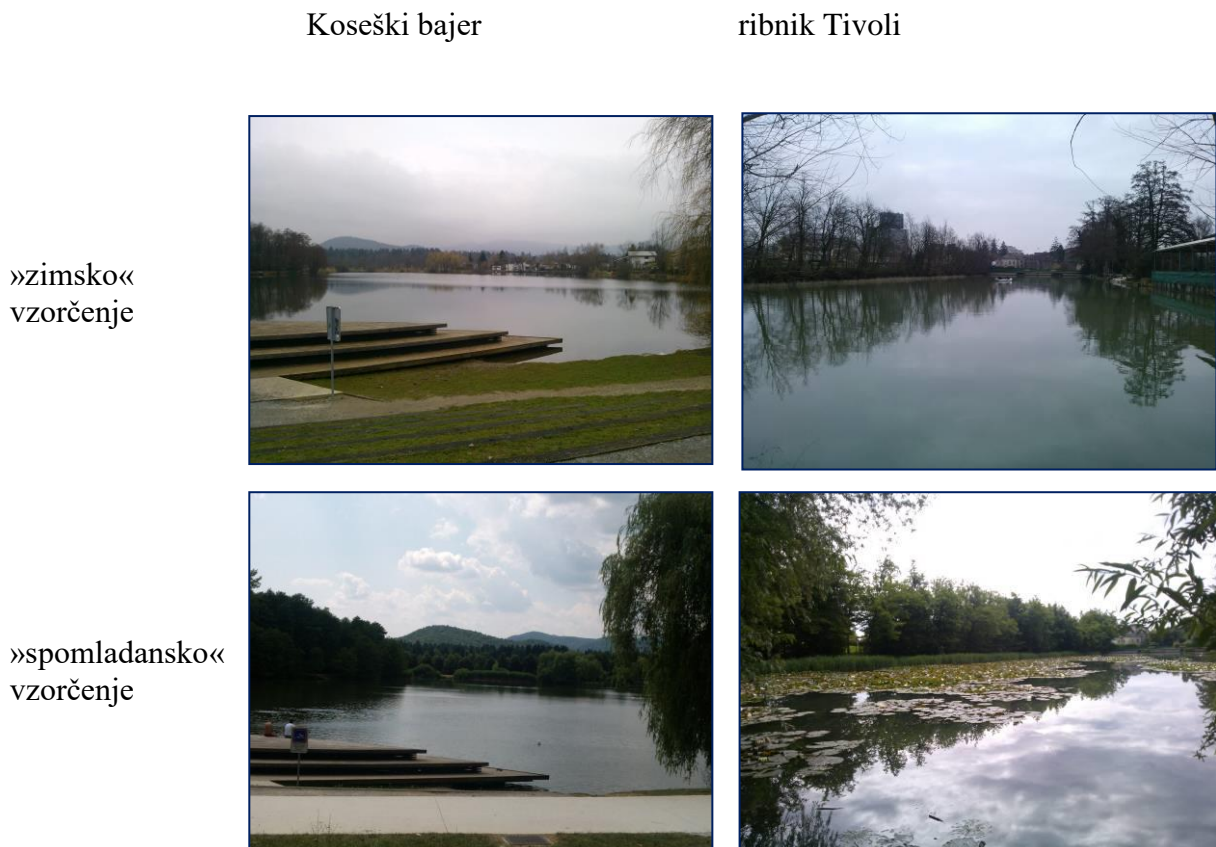 Koseški bajer
ribnik Tivoli
»zimsko«
vzorčenje
»spomladansko«
vzorčenje